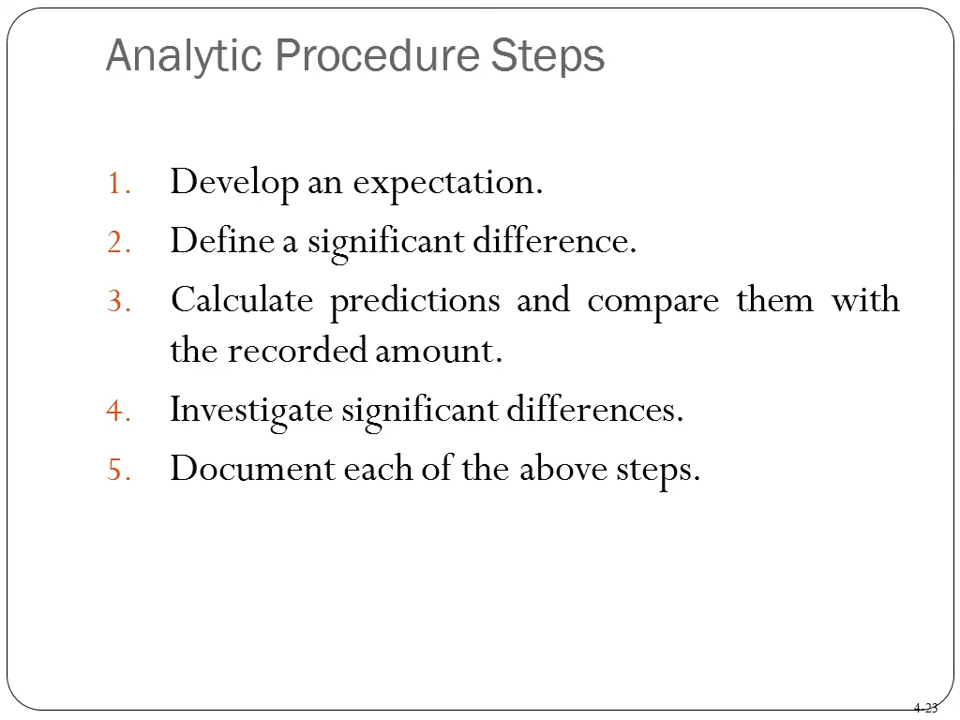 Analytic Procedure Steps
1. Develop an expectation.
2. Define a significant difference.
3. Calculate predictions and compare them with
the recorded amount.
4. Investigate significant differences.
5. Document each of the above steps.
4-23